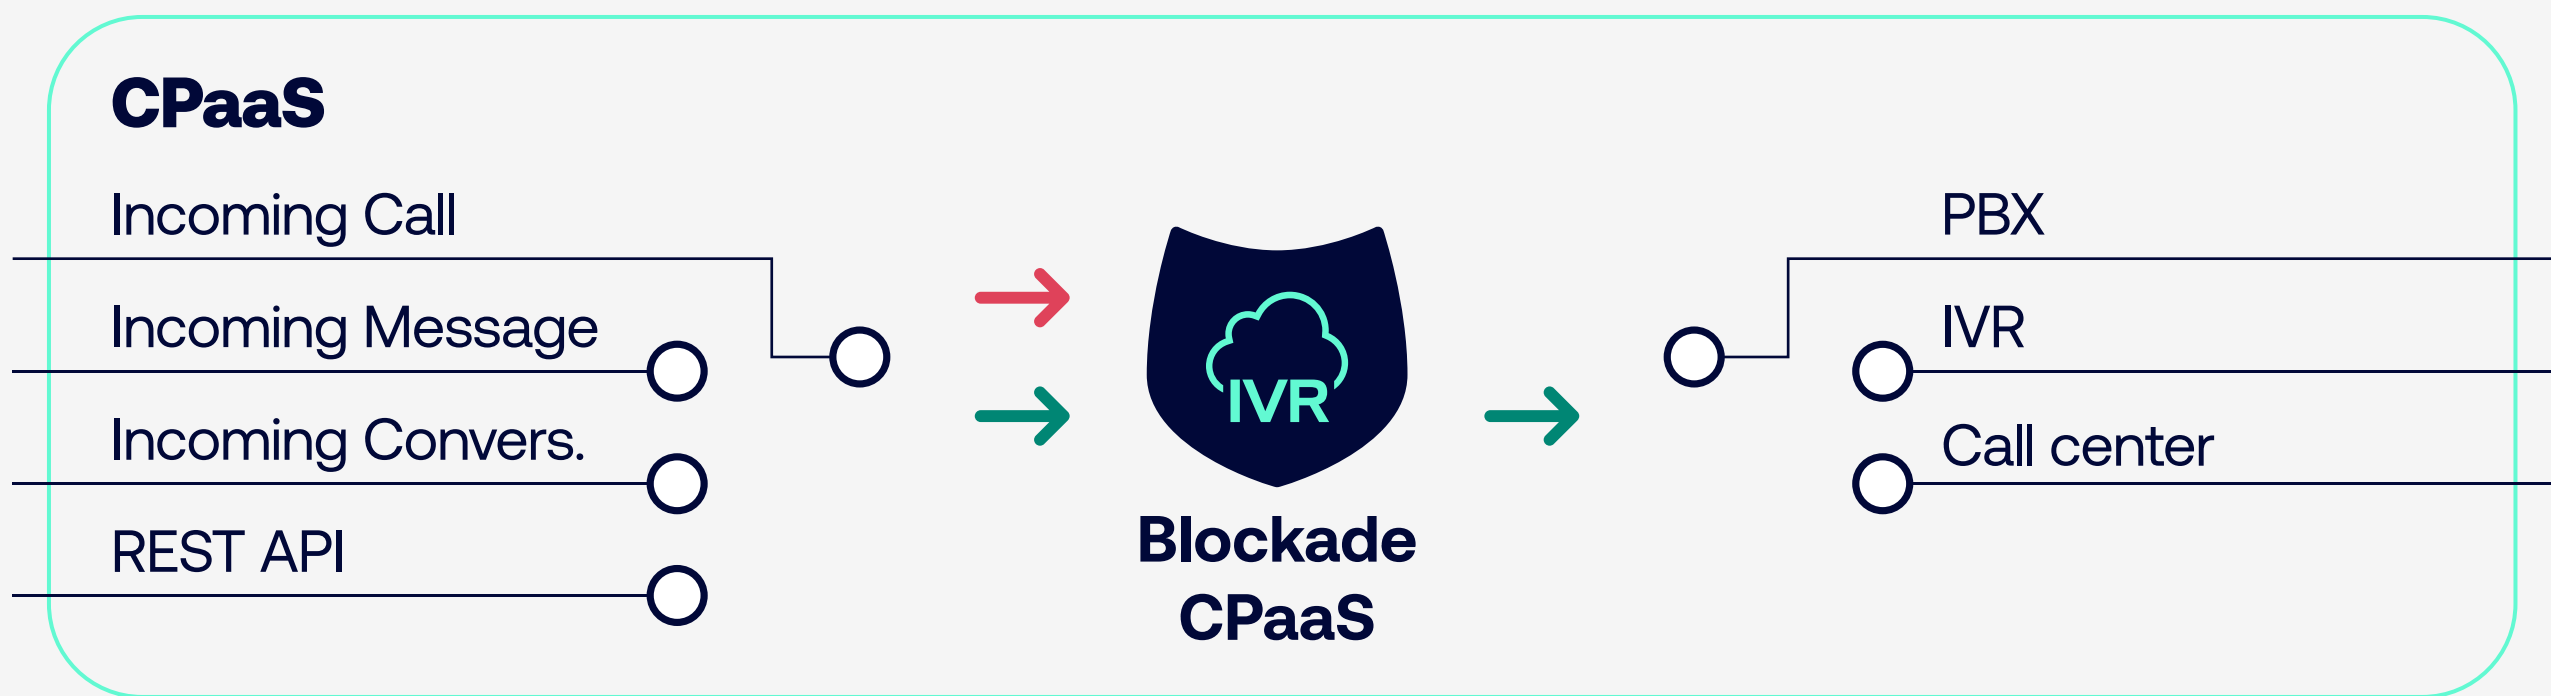 CPaaS
Incoming Call
Incoming Message
Incoming Convers.
REST API
IVR
Blockade
CPaaS
PBX
IVR
Call center